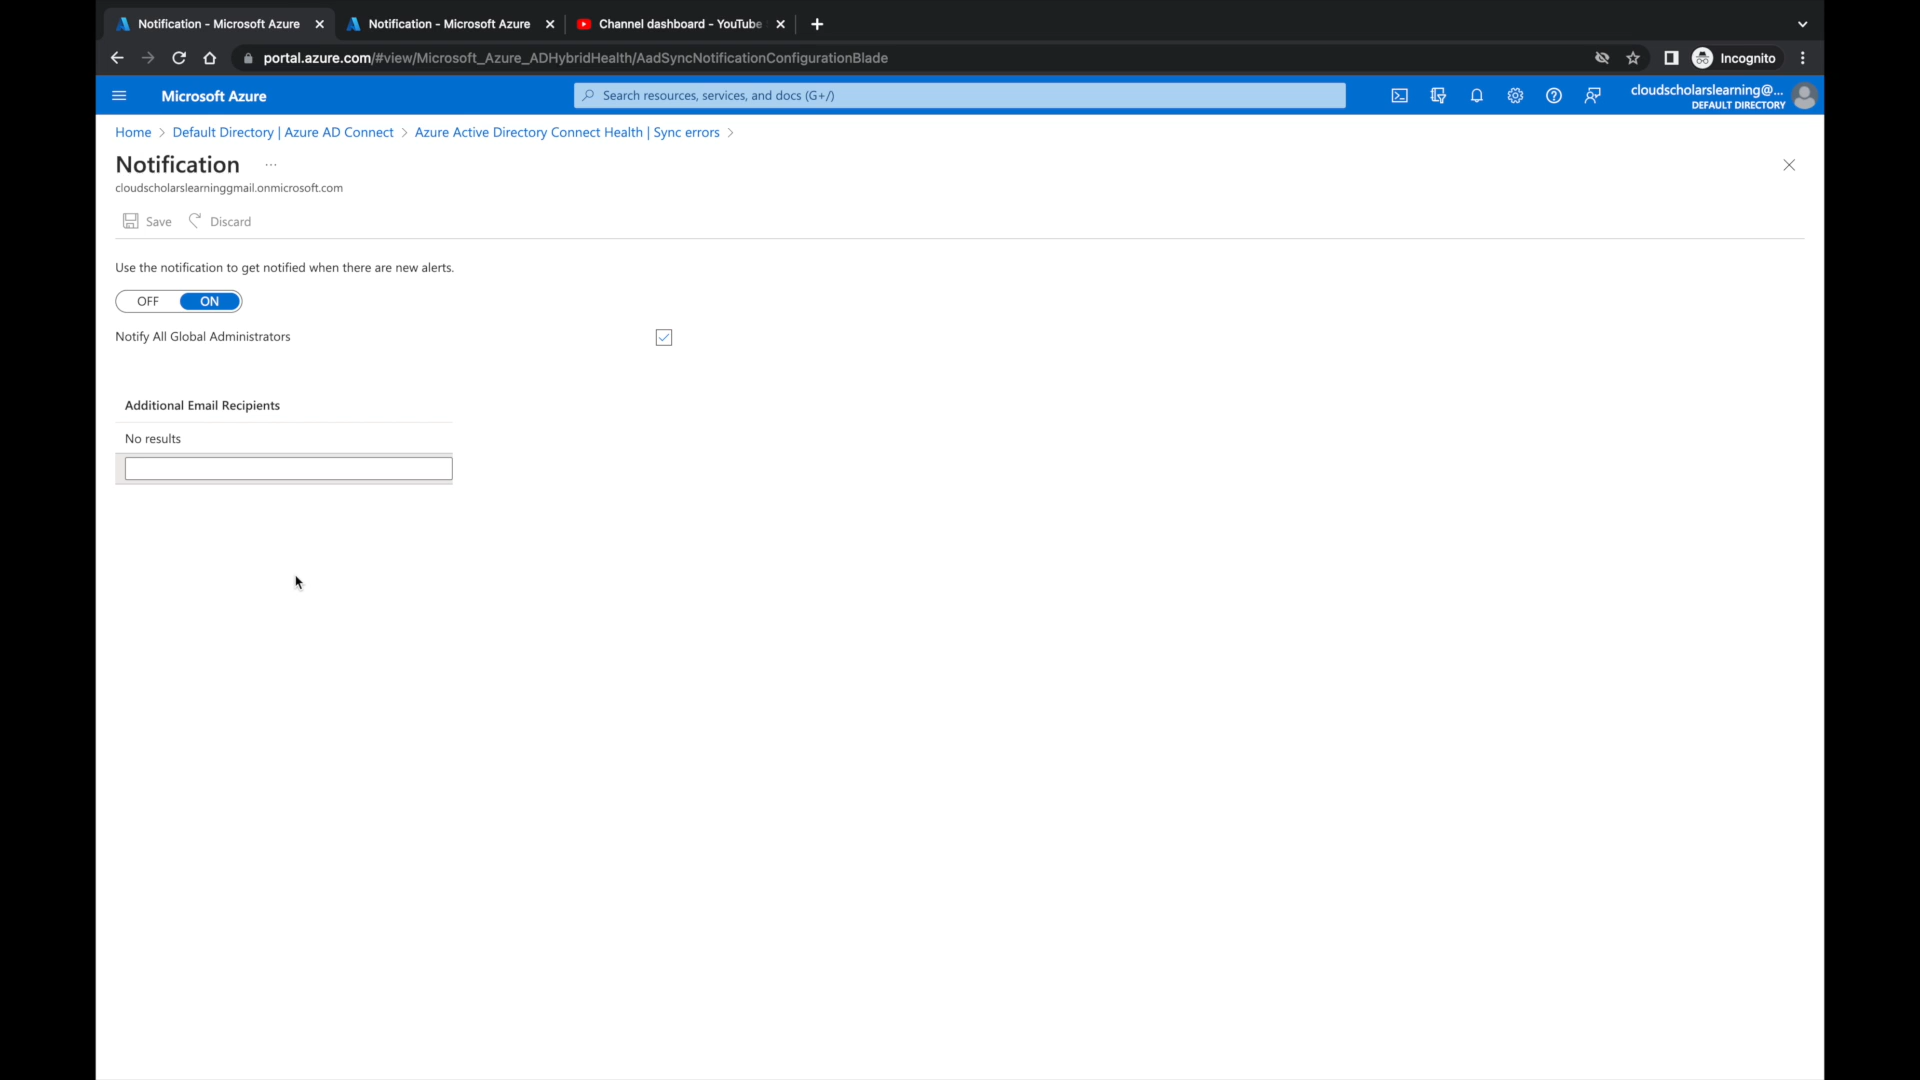 Notification - Microsoft Azure
Notification - Microsoft Azure
Channel dashboard - YouTube
portal.azure.com/#view/Microsoft_Azure_ADHybridHealth/AadSyncNotificationConfigurationBlade
Incognito
Microsoft Azure
Search resources, services, and docs (G+/)
cloudscholarslearning@...
DEFAULT DIRECTORY
Home > Default Directory | Azure AD Connect > Azure Active Directory Connect Health | Sync errors >
Notification ...
cloudscholarslearninggmail.onmicrosoft.com
Save
Discard
Use the notification to get notified when there are new alerts.
OFF
ON
Notify All Global Administrators
Additional Email Recipients
No results